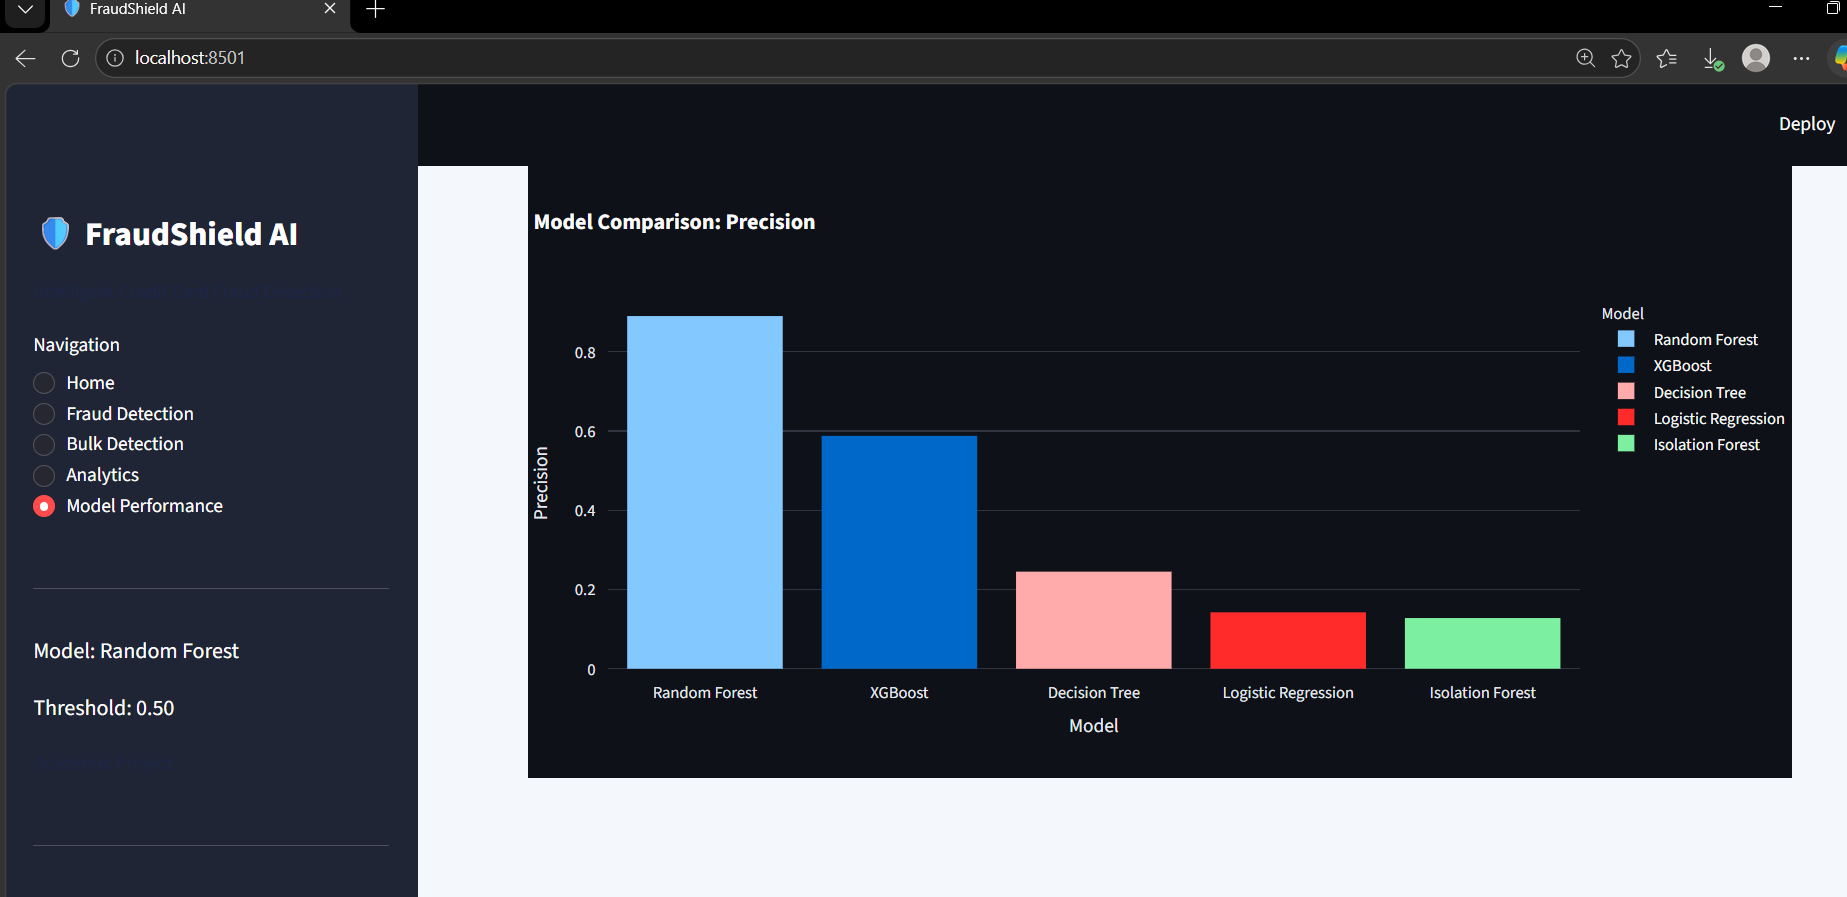 FraudShield AI
localhost:8501
Deploy
FraudShield AI
Navigation
Home
Fraud Detection
Bulk Detection
Analytics
Model Performance
Model: Random Forest
Threshold: 0.50
Model Comparison: Precision
Precision
0.8
0.6
0.4
0.2
0
Random Forest
XGBoost
Decision Tree
Logistic Regression
Isolation Forest
Model
Model
Random Forest
XGBoost
Decision Tree
Logistic Regression
Isolation Forest